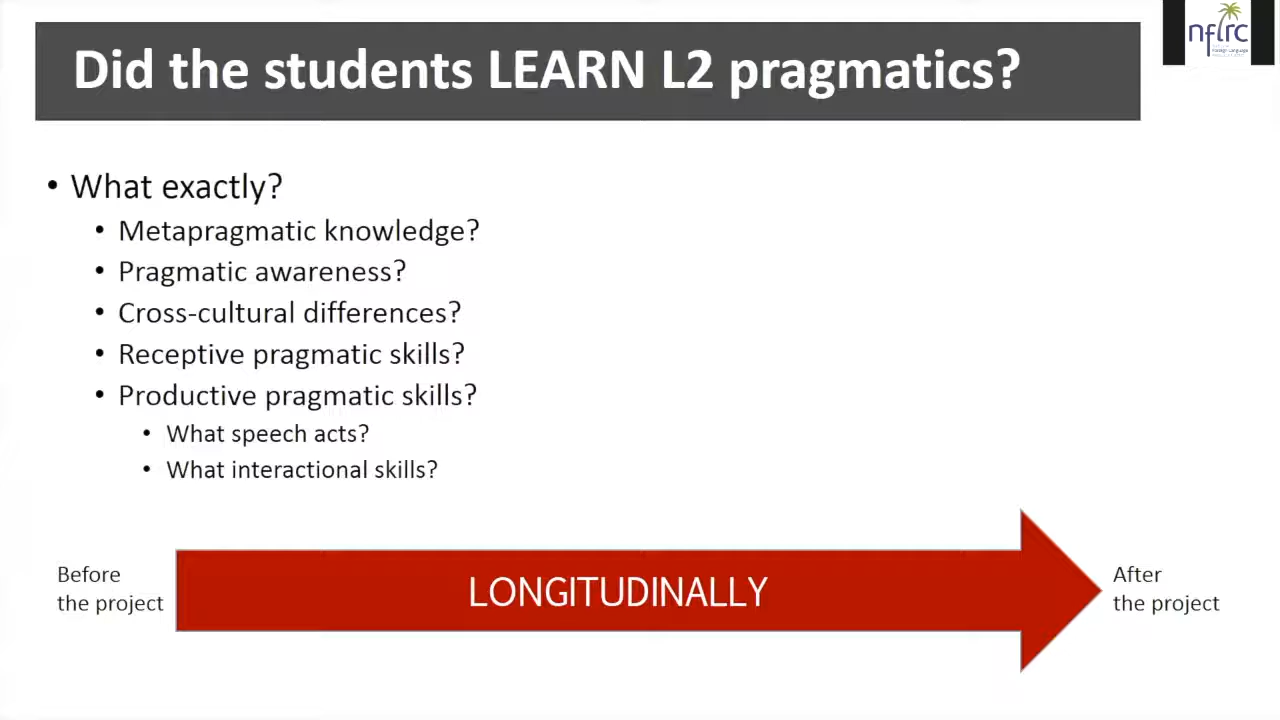 Did the students LEARN L2 pragmatics?
nflrc
• What exactly?
• Metapragmatic knowledge?
• Pragmatic awareness?
• Cross-cultural differences?
• Receptive pragmatic skills?
• Productive pragmatic skills?
• What speech acts?
• What interactional skills?
Before
the project
LONGITUDINALLY
After
the project